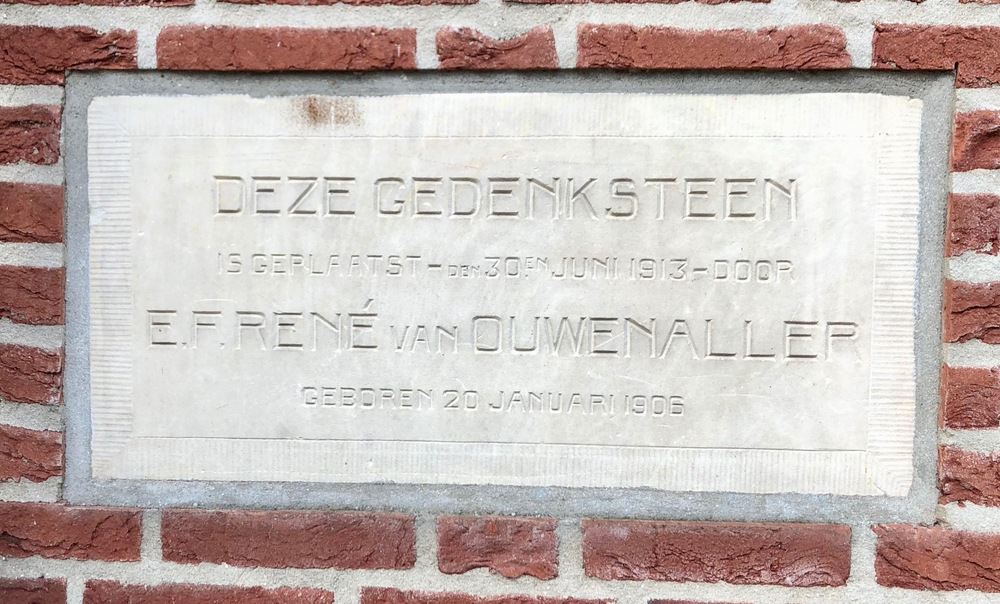 DEZE GEDENKSTEEN
IS GEPLAATST - DEN 30EN JUNI 1913 - DOOR
E.F. RENÉ VAN OUWENALLER
GEBOREN 20 JANUARI 1906